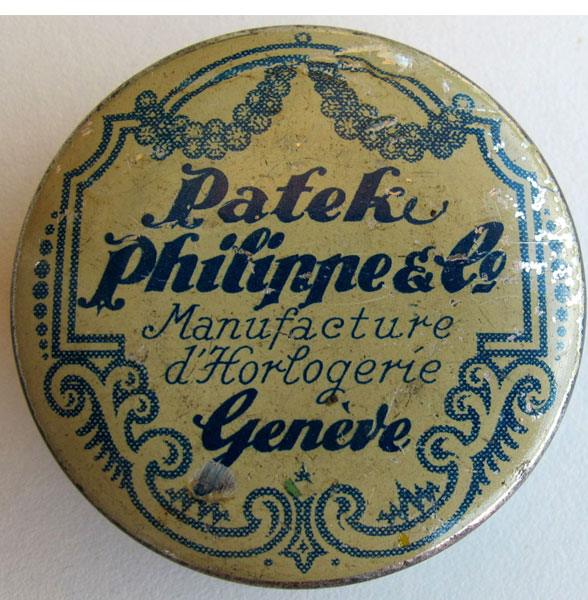 Patek
Philippe & Co
Manufacture
d'Horlogerie
Genève